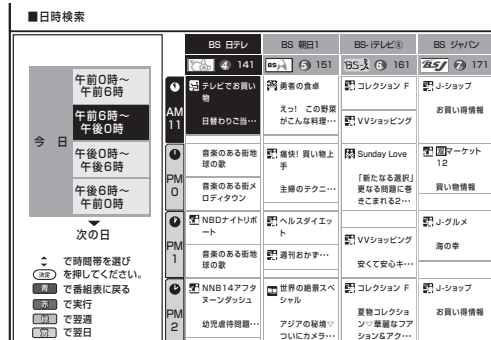 ■日時検索
今 日
午前0時～
午前6時
午前6時～
午後0時
午後0時～
午後6時
午後6時～
午前0時
次の日
で時間帯を選び
決定 を押してください。
青 で番組表に戻る
赤 で実行
で翌週
で翌日
BS 日テレ
BS 朝日1
BS-iテレビ⑥
BS ジャパン
4 141
BS 5 151
BS-i 6 161
BSJ 7 171
AM
11
テレビでお買い
物
日替わりご当…
勇者の食卓
えっ! この野菜
がこんな料理…
コレクション F
VVショッピング
J-ショップ
お買い得情報
PM
0
音楽のある街地
球の歌
音楽のある街メ
ロディタウン
痛快! 買い物上
手
主婦のテクニ…
Sunday Love
「新たなる選択」
更なる問題に巻
きこまれる2…
マーケット
12
買い物情報
PM
1
NBDナイトリポ
ート
音楽のある街地
球の歌
ヘルスダイエッ
ト
週刊おかず…
VVショッピング
安くて安心キ…
J-グルメ
海の幸
PM
2
NNB14アフタ
ヌーンダッシュ
幼児虐待問題…
世界の絶景スペ
シャル
アジアの秘境▽
ついにカメラ…
コレクション F
夏物コレクショ
ン▽華麗なフア
ション&アク…
J-ショップ
お買い得情報